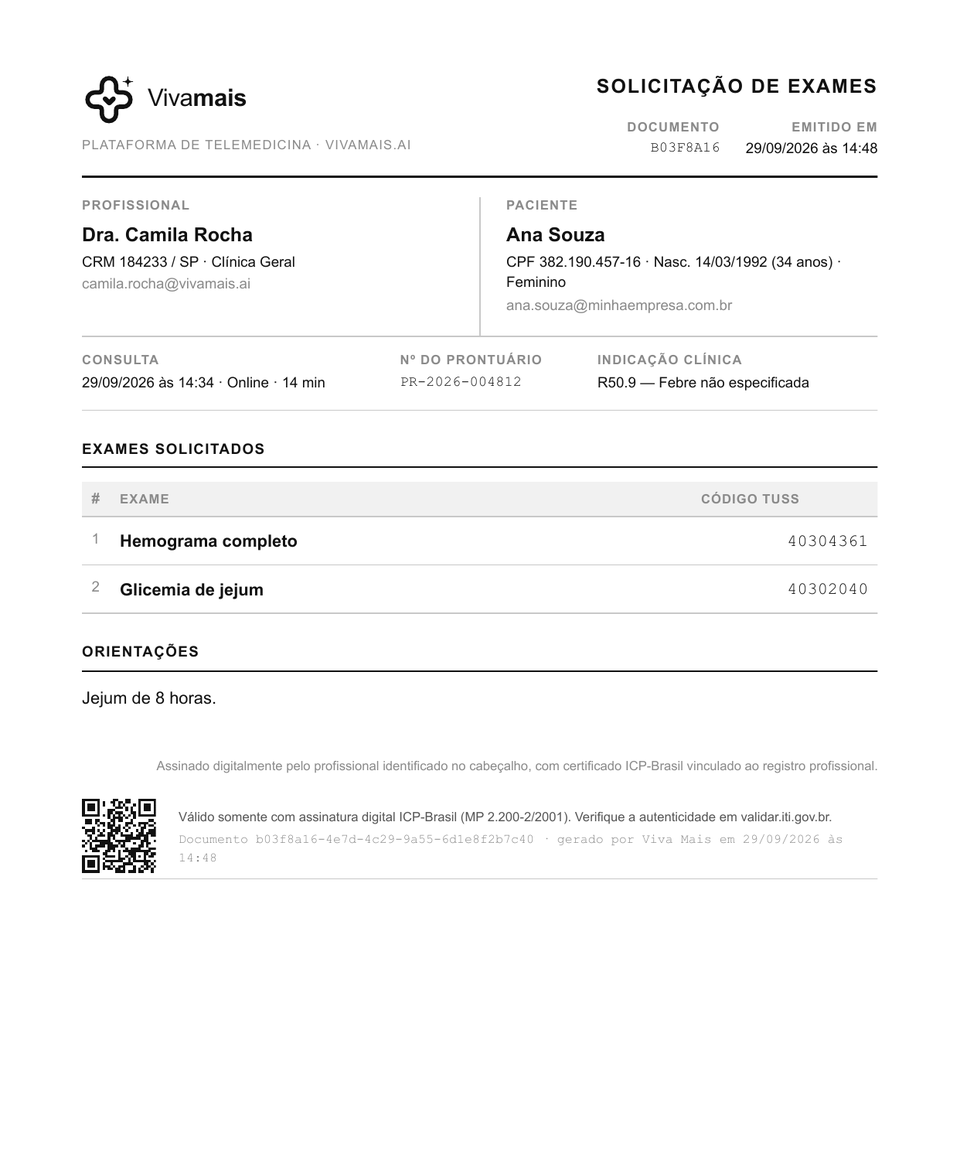 Vivamais
PLATAFORMA DE TELEMEDICINA · VIVAMAIS.AI
SOLICITAÇÃO DE EXAMES
DOCUMENTO
B03F8A16
EMITIDO EM
29/09/2026 às 14:48
PROFISSIONAL
Dra. Camila Rocha
CRM 184233 / SP · Clínica Geral
camila.rocha@vivamais.ai
PACIENTE
Ana Souza
CPF 382.190.457-16 · Nasc. 14/03/1992 (34 anos) ·
Feminino
ana.souza@minhaempresa.com.br
CONSULTA
29/09/2026 às 14:34 · Online · 14 min
Nº DO PRONTUÁRIO
PR-2026-004812
INDICAÇÃO CLÍNICA
R50.9 — Febre não especificada
EXAMES SOLICITADOS
# EXAME CÓDIGO TUSS
1 Hemograma completo 40304361
2 Glicemia de jejum 40302040
ORIENTAÇÕES
Jejum de 8 horas.
Assinado digitalmente pelo profissional identificado no cabeçalho, com certificado ICP-Brasil vinculado ao registro profissional.
Válido somente com assinatura digital ICP-Brasil (MP 2.200-2/2001). Verifique a autenticidade em validar.iti.gov.br.
Documento b03f8a16-4e7d-4c29-9a55-6d1e8f2b7c40 · gerado por Viva Mais em 29/09/2026 às
14:48